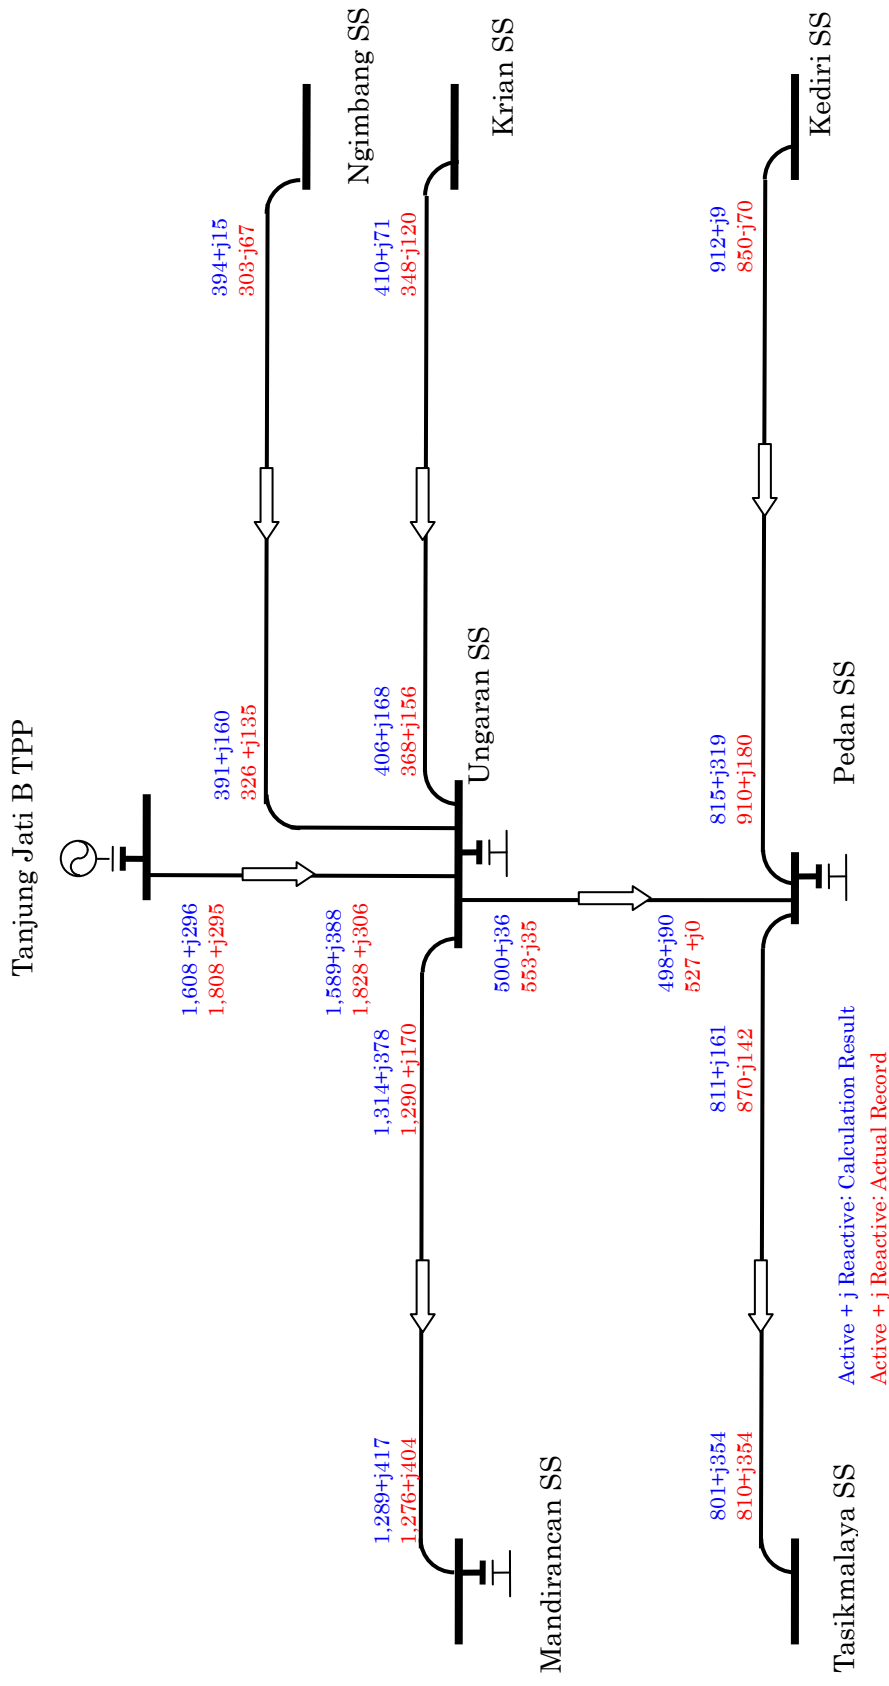 Tanjung Jati B TPP
1,608 +j296
1,808 +j295
1,589+j388
1,828 +j306
394+j15
303-j67
Ngimbang SS
391+j160
326 +j135
410+j71
348-j120
Krian SS
406+j168
368+j156
Ungaran SS
1,314+j378
1,290 +j170
1,289+j417
1,276+j404
Mandirancan SS
500+j36
553-j35
498+j90
527 +j0
912+j9
850-j70
Kediri SS
815+j319
910+j180
Pedan SS
811+j161
870-j142
801+j354
810+j354
Tasikmalaya SS
Active + j Reactive: Calculation Result
Active + j Reactive: Actual Record